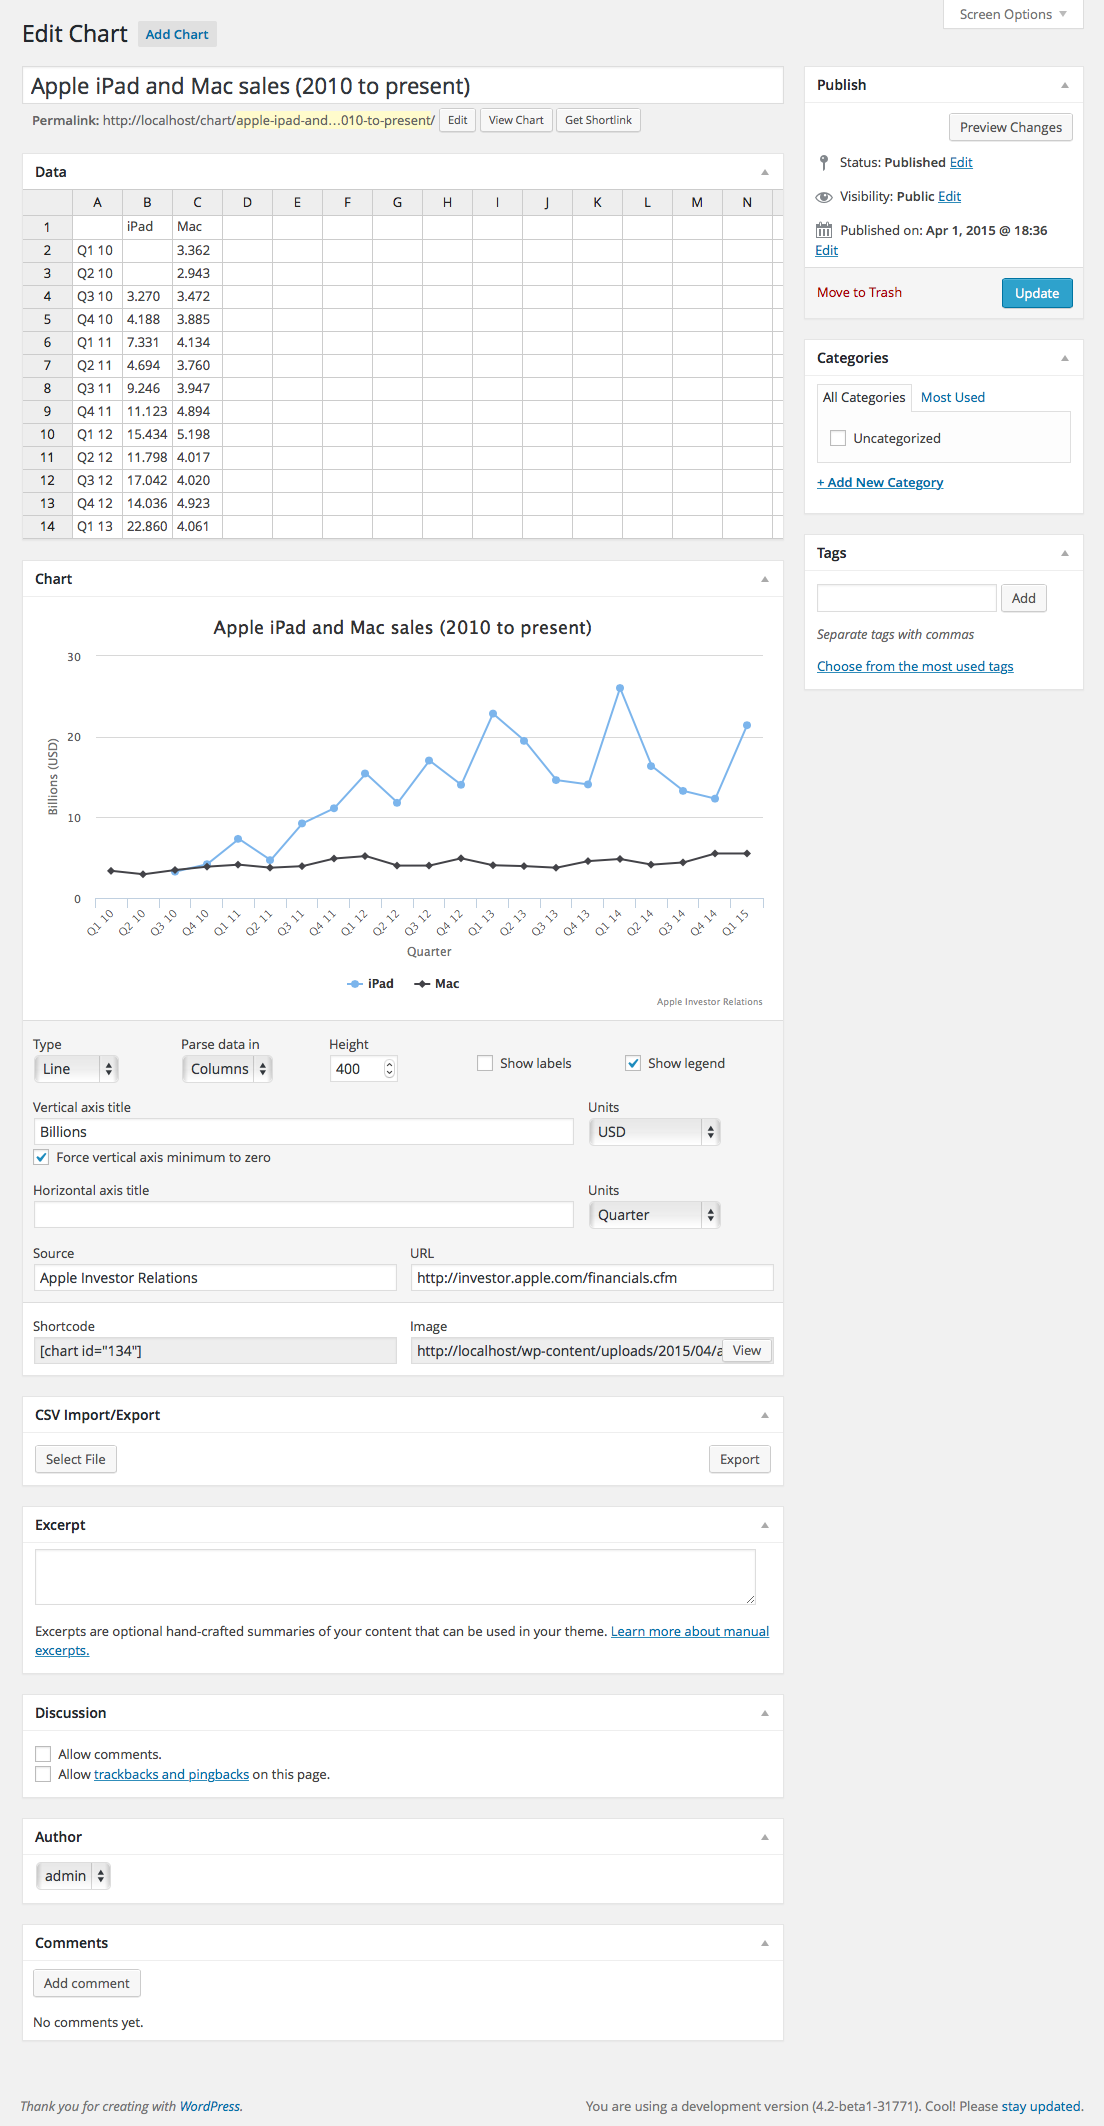 Screen Options
Edit Chart Add Chart
Apple iPad and Mac sales (2010 to present)
Permalink: http://localhost/chart/apple-ipad-and…010-to-present/ Edit View Chart Get Shortlink
Data
A B C D E F G H I J K L M N
1 iPad Mac
2 Q1 10 3.362
3 Q2 10 2.943
4 Q3 10 3.270 3.472
5 Q4 10 4.188 3.885
6 Q1 11 7.331 4.134
7 Q2 11 4.694 3.760
8 Q3 11 9.246 3.947
9 Q4 11 11.123 4.894
10 Q1 12 15.434 5.198
11 Q2 12 11.798 4.017
12 Q3 12 17.042 4.020
13 Q4 12 14.036 4.923
14 Q1 13 22.860 4.061
Chart
Apple iPad and Mac sales (2010 to present)
30
20
10
0
Billions (USD)
Q1 10 Q2 10 Q3 10 Q4 10 Q1 11 Q2 11 Q3 11 Q4 11 Q1 12 Q2 12 Q3 12 Q4 12 Q1 13 Q2 13 Q3 13 Q4 13 Q1 14 Q2 14 Q3 14 Q4 14 Q1 15
Quarter
iPad Mac
Apple Investor Relations
Type Parse data in Height
Line Columns 400 Show labels Show legend
Vertical axis title Units
Billions USD
Force vertical axis minimum to zero
Horizontal axis title Units
Quarter
Source URL
Apple Investor Relations http://investor.apple.com/financials.cfm
Shortcode Image
[chart id="134"] http://localhost/wp-content/uploads/2015/04/a View
CSV Import/Export
Select File Export
Excerpt
Excerpts are optional hand-crafted summaries of your content that can be used in your theme. Learn more about manual
excerpts.
Discussion
Allow comments.
Allow trackbacks and pingbacks on this page.
Author
admin
Comments
Add comment
No comments yet.
Publish
Preview Changes
Status: Published Edit
Visibility: Public Edit
Published on: Apr 1, 2015 @ 18:36
Edit
Move to Trash Update
Categories
All Categories Most Used
Uncategorized
+ Add New Category
Tags
Add
Separate tags with commas
Choose from the most used tags
Thank you for creating with WordPress.
You are using a development version (4.2-beta1-31771). Cool! Please stay updated.